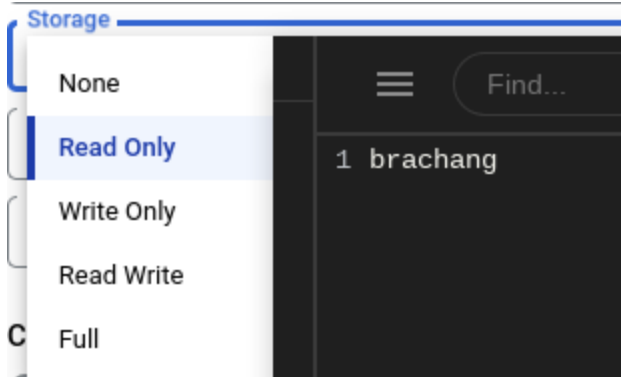 Storage
None
Find...
Read Only
1 brachang
Write Only
Read Write
C
Full